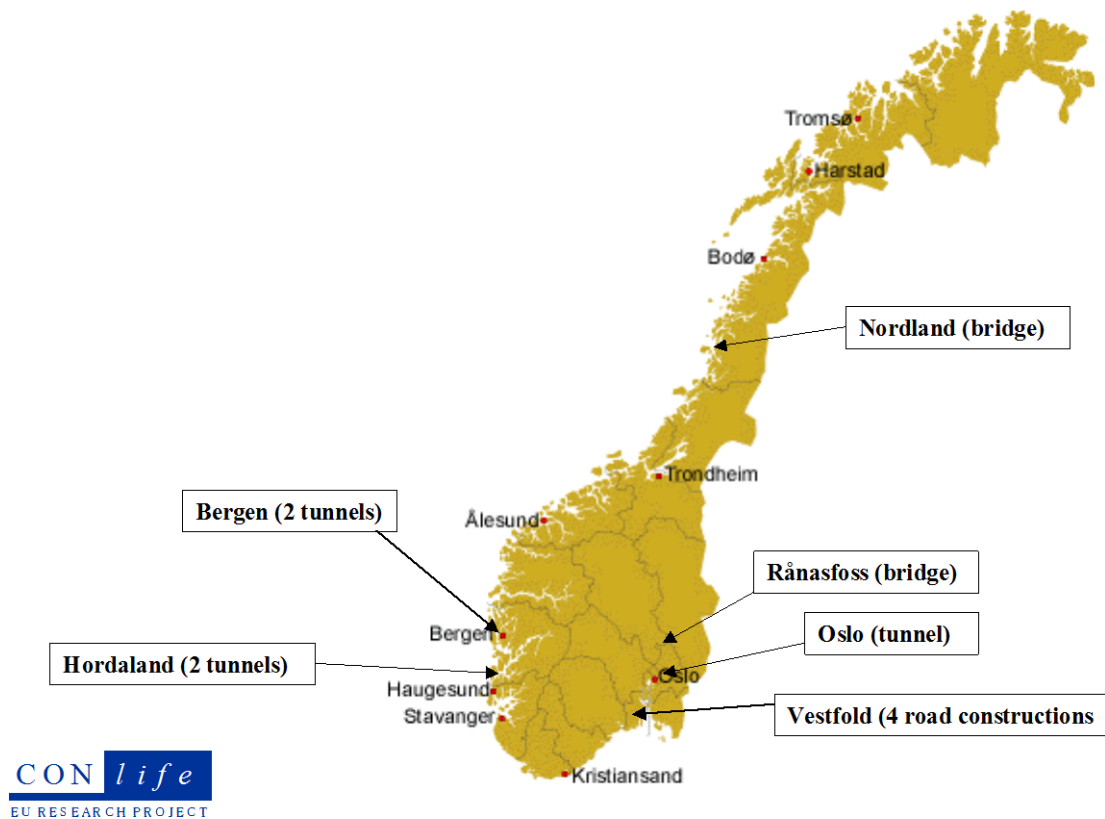 Tromsø
Harstad
Bodø
Nordland (bridge)
Trondheim
Bergen (2 tunnels)
Ålesund
Rånasfoss (bridge)
Bergen
Oslo (tunnel)
Hordaland (2 tunnels)
Oslo
Haugesund
Stavanger
Vestfold (4 road constructions
Kristiansand
CON life
EU RESEARCH PROJECT